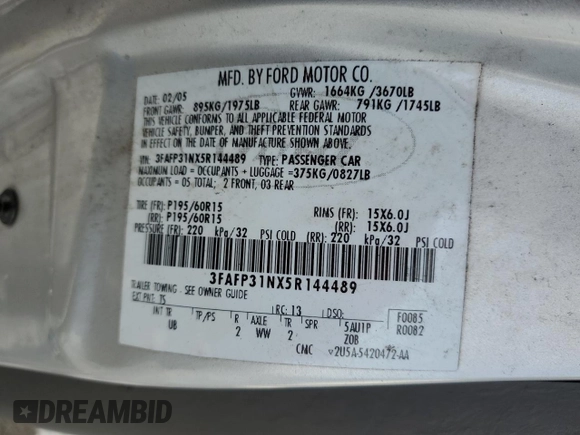 MFD. BY FORD MOTOR CO.
DATE: 02/05 GVWR: 1664KG /3670LB
FRONT GAWR: 895KG/1975LB REAR GAWR: 791KG/1745LB
THIS VEHICLE CONFORMS TO ALL APPLICABLE FEDERAL MOTOR
VEHICLE SAFETY, BUMPER, AND THEFT PREVENTION STANDARDS
IN EFFECT ON THE DATE OF MANUFACTURE SHOWN ABOVE.
VIN: 3FAFP31NX5R144489 TYPE: PASSENGER CAR
MAXIMUM LOAD = OCCUPANTS + LUGGAGE =375KG/0827LB
OCCUPANTS = 05 TOTAL: 2 FRONT, 03 REAR
TIRE (FR): P195/60R15 RIMS (FR): 15X6.0J
(RR): P195/60R15 (RR): 15X6.0J
PRESSURE (FR): 220 kPa/32 PSI COLD (RR): 220 kPa/32 PSI COLD
3FAFP31NX5R144489
TRAILER TOWING - SEE OWNER GUIDE
EXT PNT: TS RC: 13 DSO: F0085
INT TR TP/PS R AXLE TR SPR 5AU1P R0082
UB 2 WW 2 Z0B
CMC v2U5A-5420472-AA
DREAMBID